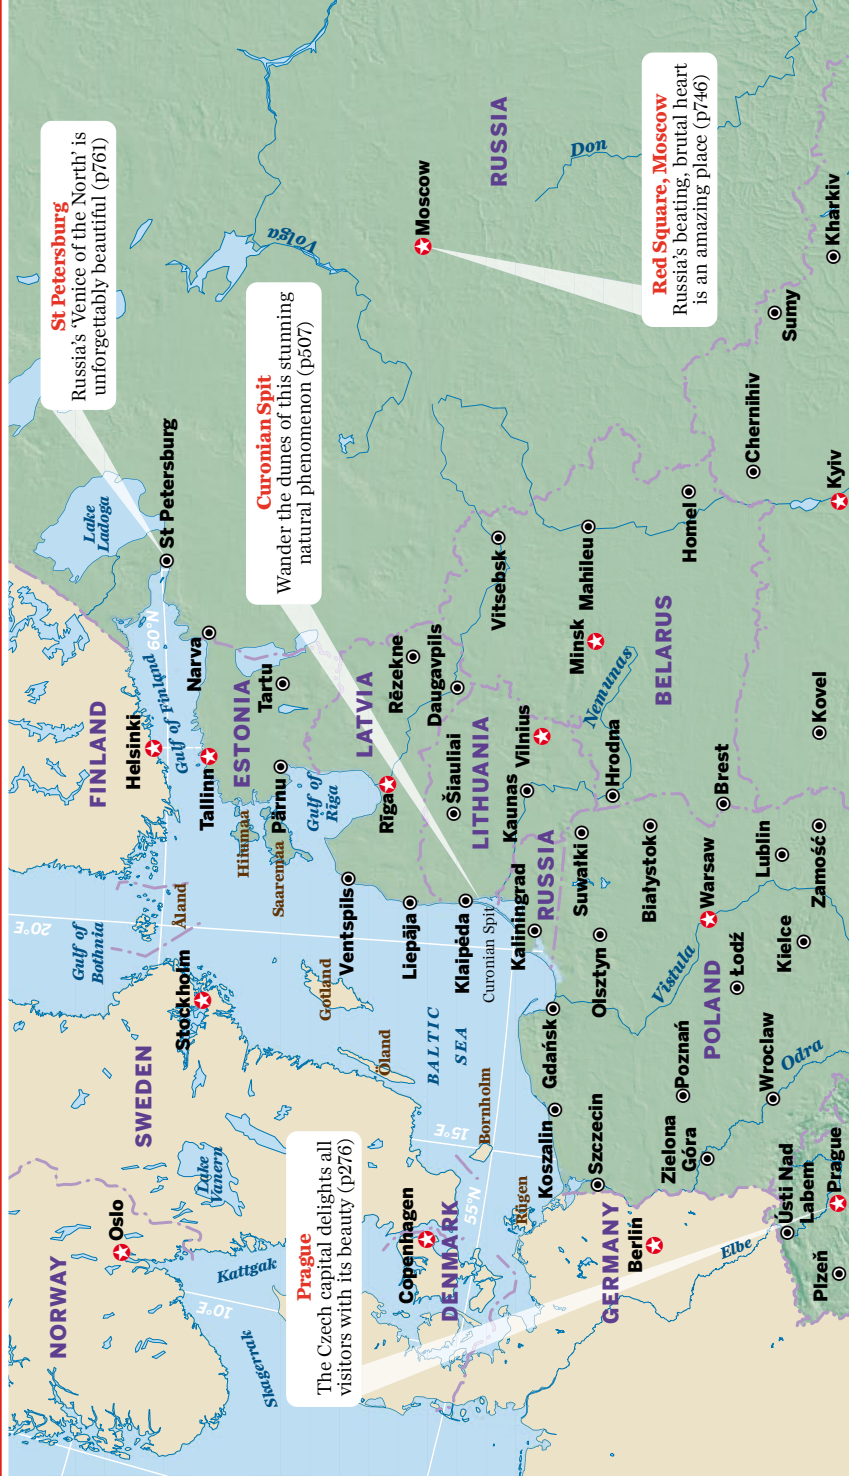 St Petersburg
Russia's 'Venice of the North' is
unforgettably beautiful (p761)
Curonian Spit
Wander the dunes of this stunning
natural phenomenon (p507)
Red Square, Moscow
Russia's beating, brutal heart
is an amazing place (p746)
Prague
The Czech capital delights all
visitors with its beauty (p276)
NORWAY
Oslo
SWEDEN
Stockholm
Lake
Vanern
Kattgak
Skagerrak
10°E
Gulf of
Bothnia
20°E
Åland
FINLAND
Helsinki
Gulf of Finland
60°N
Lake
Ladoga
St Petersburg
Narva
Tallinn
ESTONIA
Tartu
Hiiumaa
Saaremaa
Pärnu
Gulf of
Rīga
LATVIA
Rīga
Rēzekne
Daugavpils
Ventspils
Liepāja
Gotland
Öland
BALTIC
SEA
Bornholm
15°E
55°N
DENMARK
Copenhagen
Rügen
Klaipėda
Curonian Spit
Šiauliai
LITHUANIA
Kaunas
Vilnius
Kaliningrad
RUSSIA
Volga
Moscow
RUSSIA
Don
Vitsebsk
Minsk
Mahileu
Homel
BELARUS
Nemunas
Hrodna
Brest
Suwałki
Białystok
Olsztyn
Gdańsk
Koszalin
Szczecin
GERMANY
Berlin
Elbe
Zielona
Góra
Poznań
POLAND
Vistula
Warsaw
Łodź
Lublin
Kielce
Zamość
Wroclaw
Odra
Ústí Nad
Labem
Prague
Plzeň
Kovel
Kyiv
Chernihiv
Sumy
Kharkiv